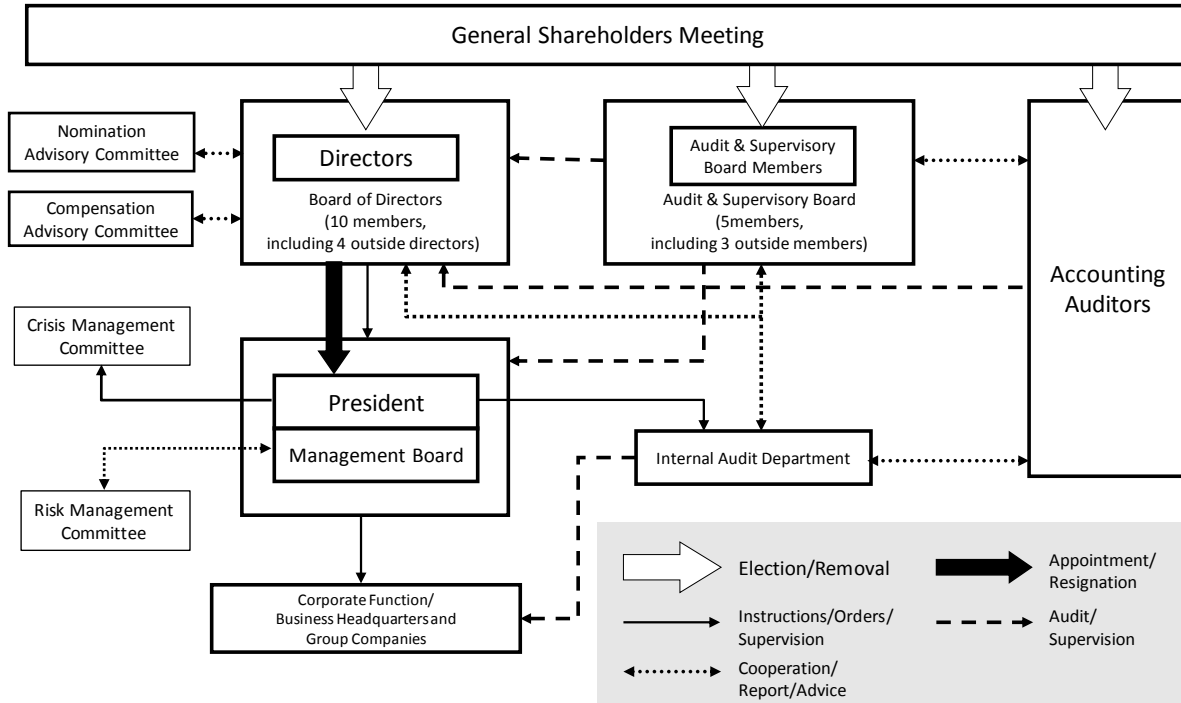 General Shareholders Meeting
Nomination
Advisory Committee
Compensation
Advisory Committee
Directors
Board of Directors
(10 members,
including 4 outside directors)
Audit & Supervisory
Board Members
Audit & Supervisory Board
(5members,
including 3 outside members)
Accounting
Auditors
Crisis Management
Committee
President
Management Board
Internal Audit Department
Risk Management
Committee
Corporate Function/
Business Headquarters and
Group Companies
Election/Removal
Appointment/
Resignation
Instructions/Orders/
Supervision
Audit/
Supervision
Cooperation/
Report/Advice